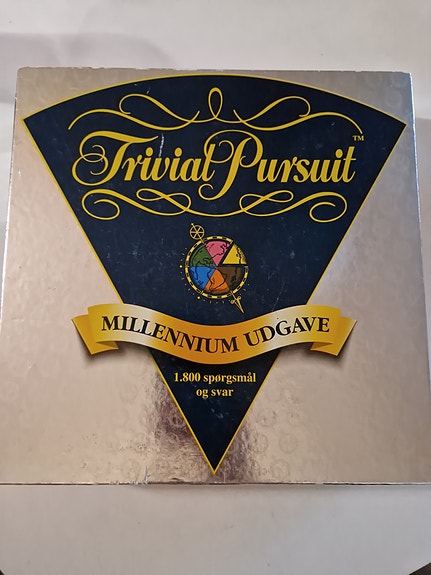 Trivial Pursuit™
MILLENNIUM UDGAVE
1.800 spørgsmål
og svar